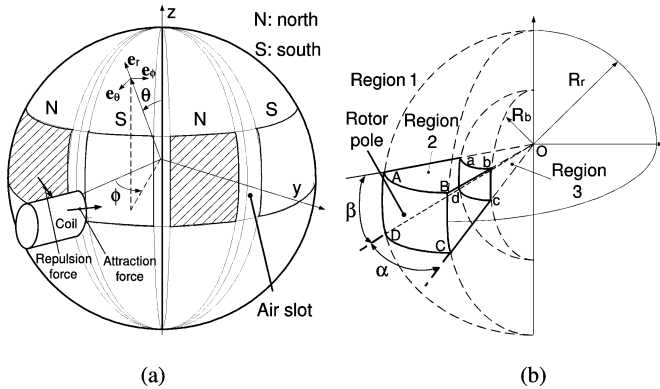 z
N: north
S: south
e_r
e_ϕ
e_θ
θ
N
S
N
S
ϕ
y
Coil
Repulsion
force
Attraction
force
Air slot
(a)
Region 1
R_r
R_b
Rotor
pole
Region
2
O
Region
3
A
B
C
D
a
b
c
d
β
α
(b)